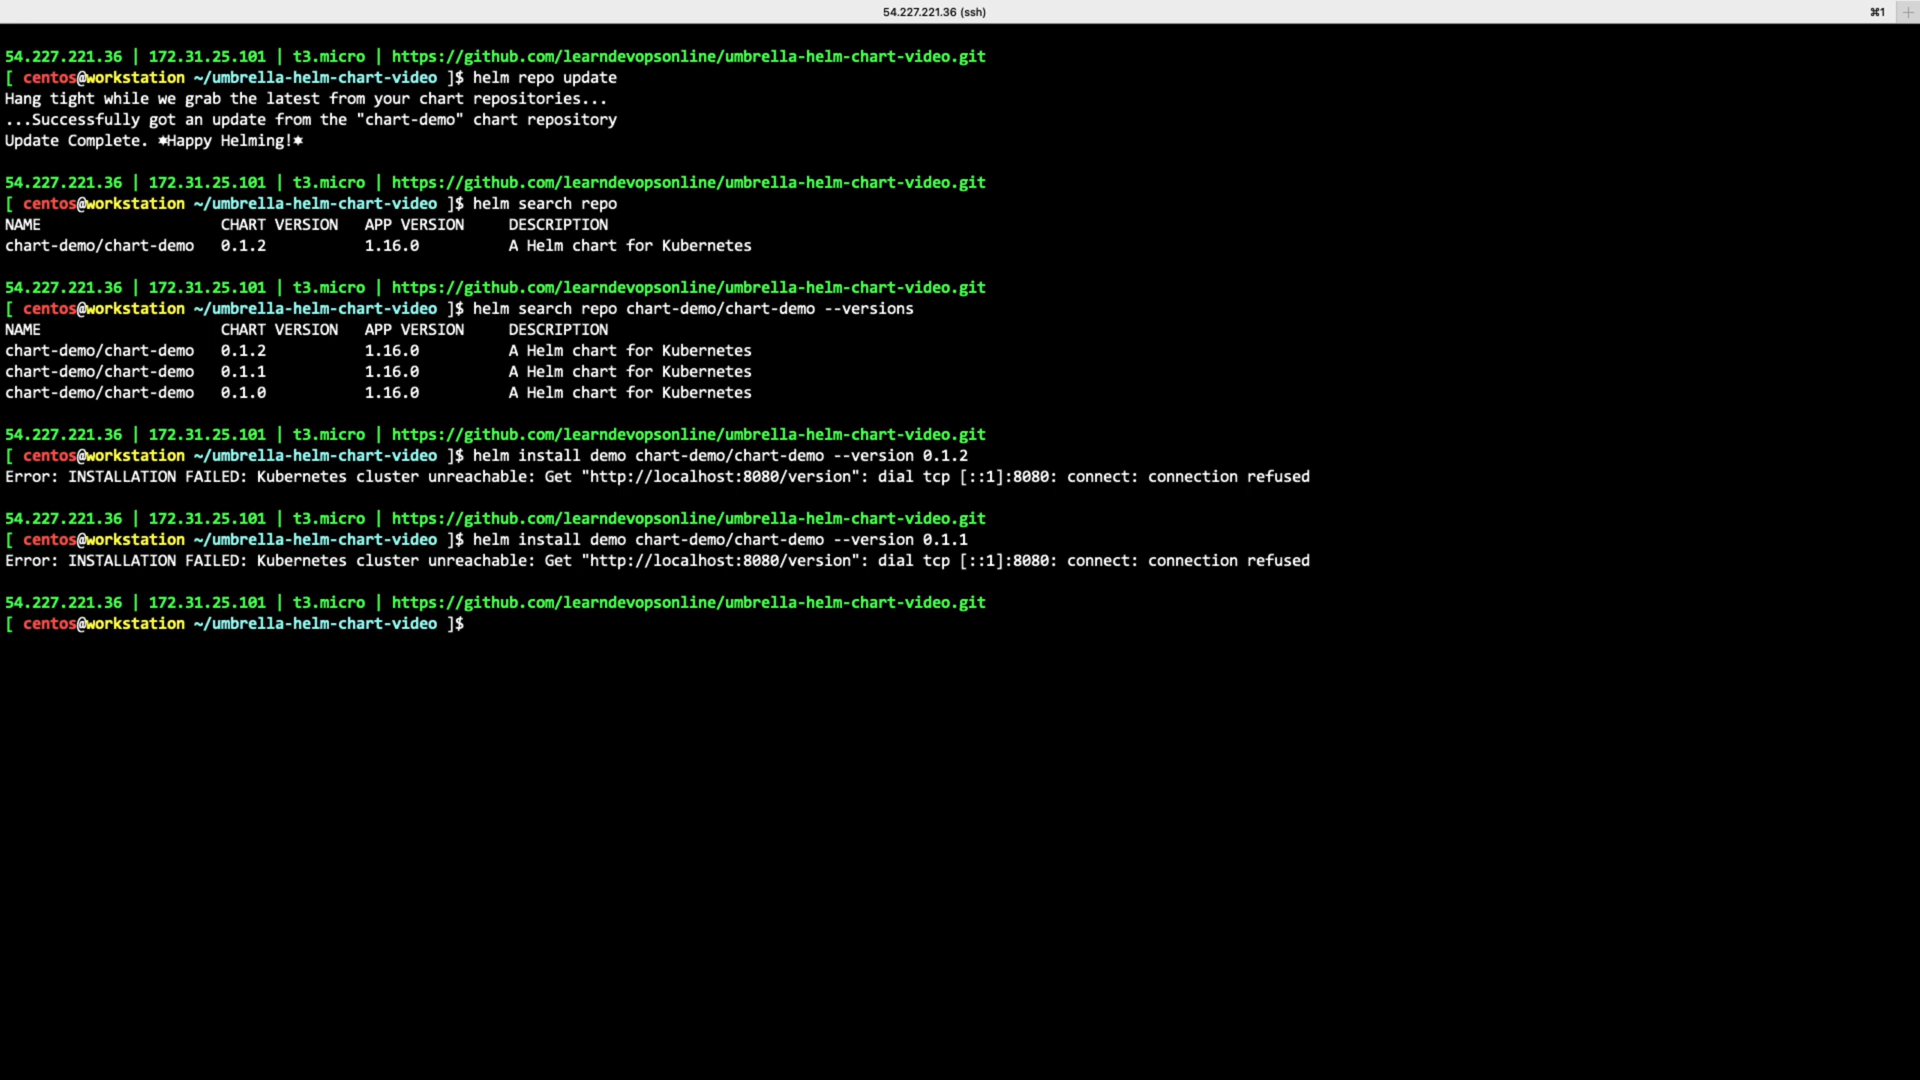 54.227.221.36 (ssh)
⌘1
54.227.221.36 | 172.31.25.101 | t3.micro | https://github.com/learndevopsonline/umbrella-helm-chart-video.git
[ centos@workstation ~/umbrella-helm-chart-video ]$ helm repo update
Hang tight while we grab the latest from your chart repositories...
...Successfully got an update from the "chart-demo" chart repository
Update Complete. ⎈Happy Helming!⎈
54.227.221.36 | 172.31.25.101 | t3.micro | https://github.com/learndevopsonline/umbrella-helm-chart-video.git
[ centos@workstation ~/umbrella-helm-chart-video ]$ helm search repo
NAME CHART VERSION APP VERSION DESCRIPTION
chart-demo/chart-demo 0.1.2 1.16.0 A Helm chart for Kubernetes
54.227.221.36 | 172.31.25.101 | t3.micro | https://github.com/learndevopsonline/umbrella-helm-chart-video.git
[ centos@workstation ~/umbrella-helm-chart-video ]$ helm search repo chart-demo/chart-demo --versions
NAME CHART VERSION APP VERSION DESCRIPTION
chart-demo/chart-demo 0.1.2 1.16.0 A Helm chart for Kubernetes
chart-demo/chart-demo 0.1.1 1.16.0 A Helm chart for Kubernetes
chart-demo/chart-demo 0.1.0 1.16.0 A Helm chart for Kubernetes
54.227.221.36 | 172.31.25.101 | t3.micro | https://github.com/learndevopsonline/umbrella-helm-chart-video.git
[ centos@workstation ~/umbrella-helm-chart-video ]$ helm install demo chart-demo/chart-demo --version 0.1.2
Error: INSTALLATION FAILED: Kubernetes cluster unreachable: Get "http://localhost:8080/version": dial tcp [::1]:8080: connect: connection refused
54.227.221.36 | 172.31.25.101 | t3.micro | https://github.com/learndevopsonline/umbrella-helm-chart-video.git
[ centos@workstation ~/umbrella-helm-chart-video ]$ helm install demo chart-demo/chart-demo --version 0.1.1
Error: INSTALLATION FAILED: Kubernetes cluster unreachable: Get "http://localhost:8080/version": dial tcp [::1]:8080: connect: connection refused
54.227.221.36 | 172.31.25.101 | t3.micro | https://github.com/learndevopsonline/umbrella-helm-chart-video.git
[ centos@workstation ~/umbrella-helm-chart-video ]$